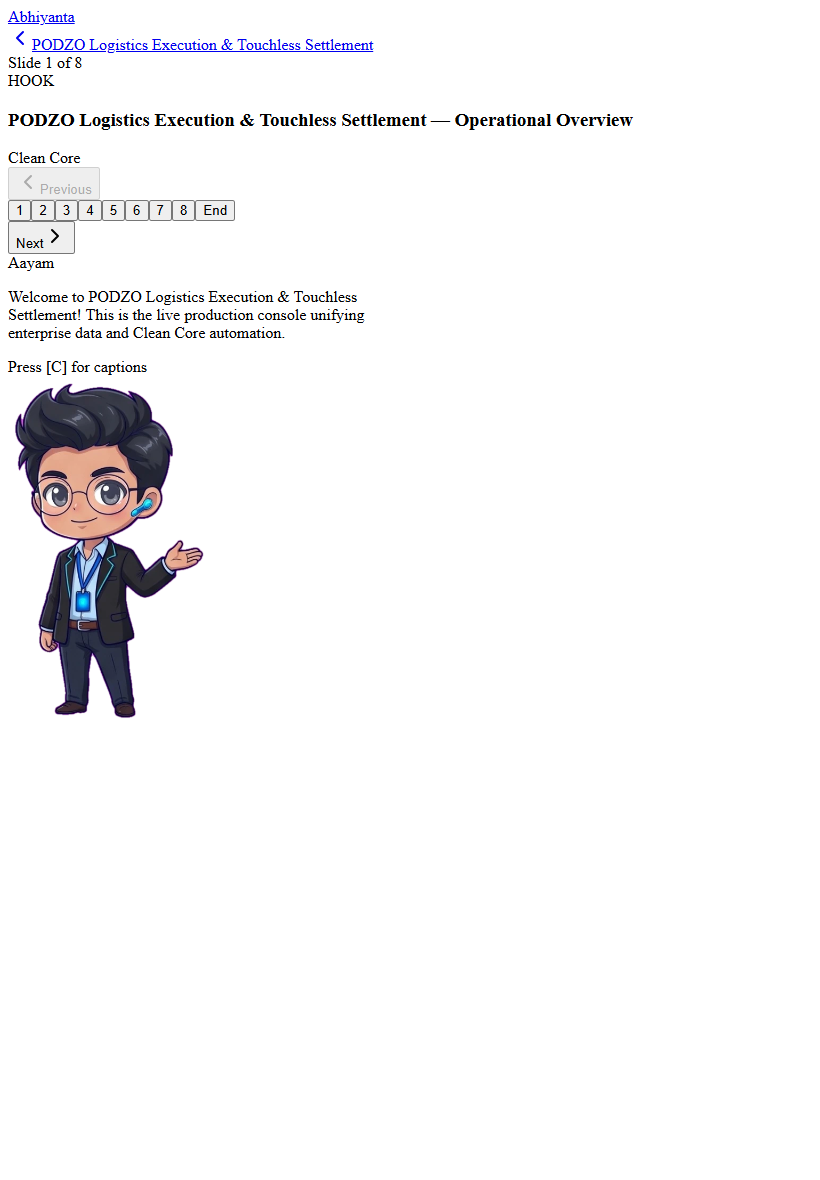 Abhiyanta
PODZO Logistics Execution & Touchless Settlement
Slide 1 of 8
HOOK
PODZO Logistics Execution & Touchless Settlement — Operational Overview
Clean Core
Previous
1 2 3 4 5 6 7 8 End
Next
Aayam
Welcome to PODZO Logistics Execution & Touchless
Settlement! This is the live production console unifying
enterprise data and Clean Core automation.
Press [C] for captions